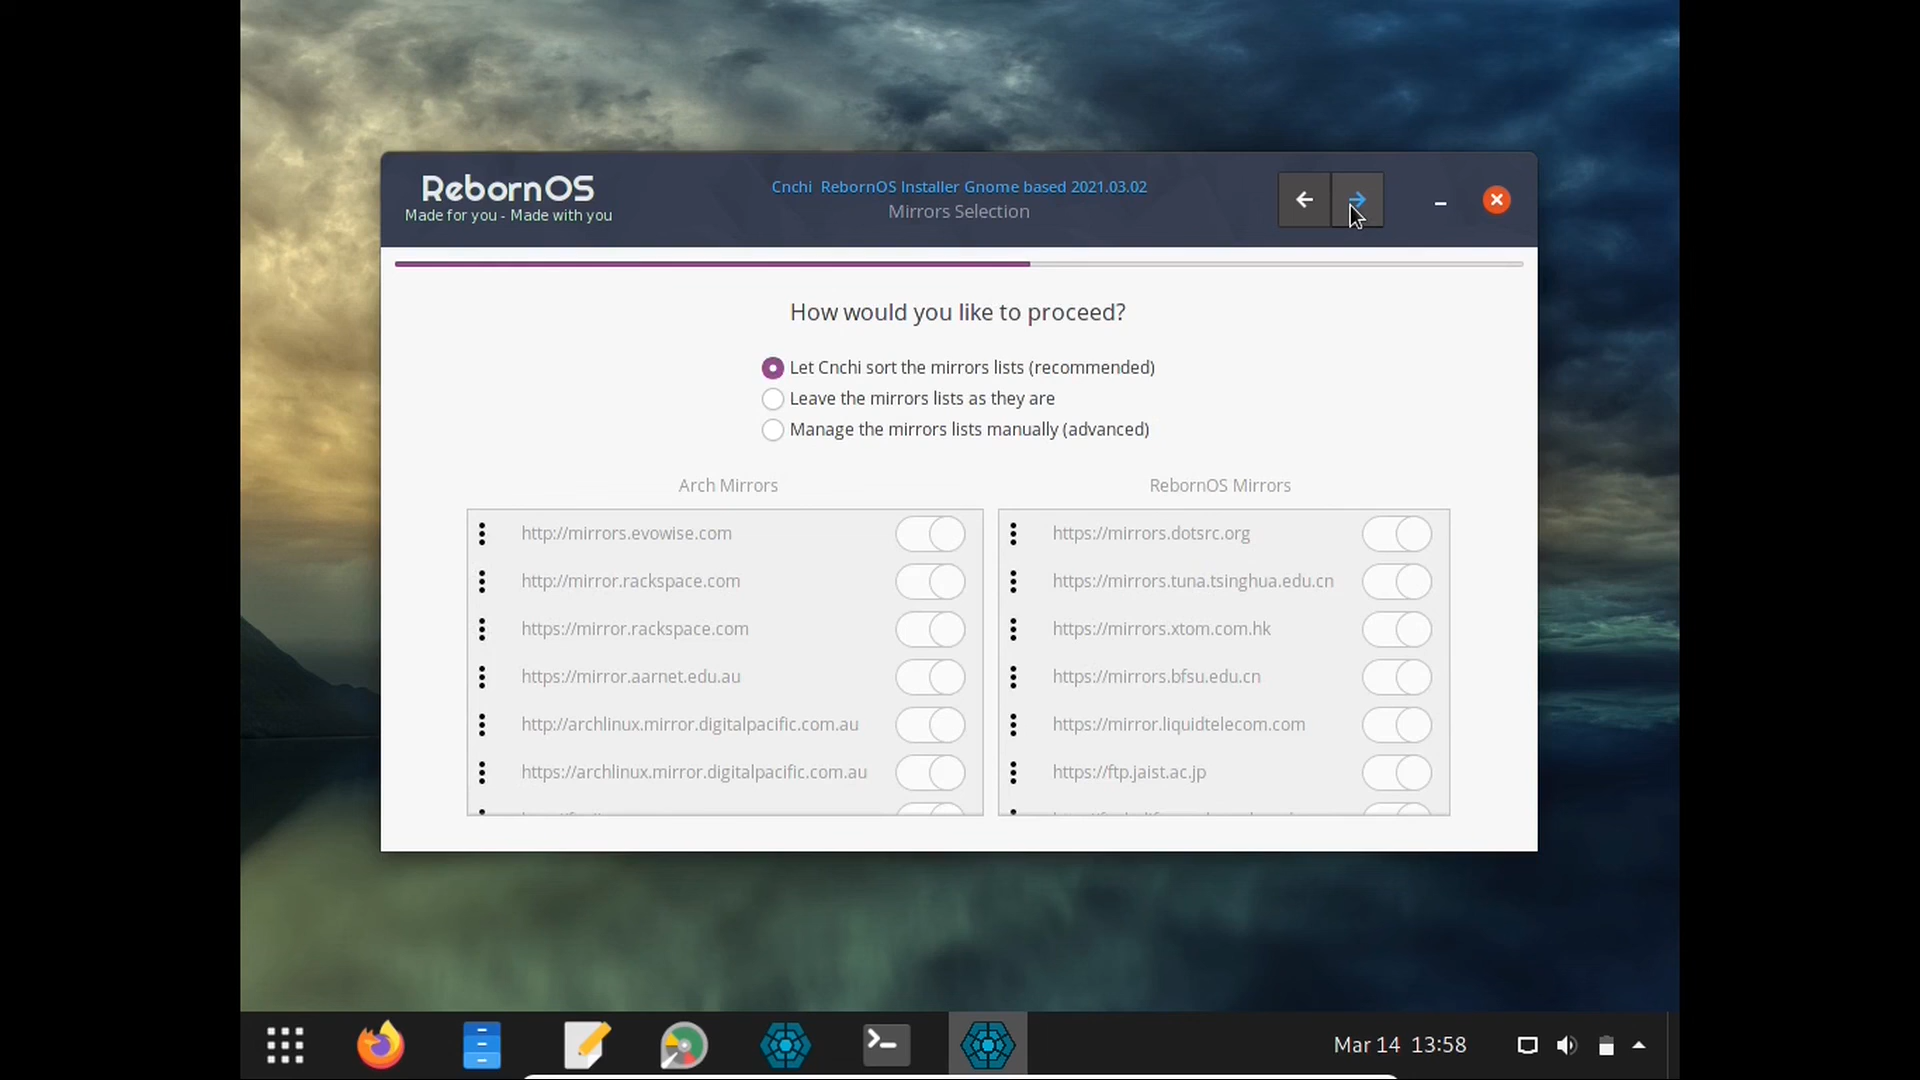 RebornOS
Made for you - Made with you
Cnchi RebornOS Installer Gnome based 2021.03.02
Mirrors Selection
How would you like to proceed?
Let Cnchi sort the mirrors lists (recommended)
Leave the mirrors lists as they are
Manage the mirrors lists manually (advanced)
Arch Mirrors
http://mirrors.evowise.com
http://mirror.rackspace.com
https://mirror.rackspace.com
https://mirror.aarnet.edu.au
http://archlinux.mirror.digitalpacific.com.au
https://archlinux.mirror.digitalpacific.com.au
RebornOS Mirrors
https://mirrors.dotsrc.org
https://mirrors.tuna.tsinghua.edu.cn
https://mirrors.xtom.com.hk
https://mirrors.bfsu.edu.cn
https://mirror.liquidtelecom.com
https://ftp.jaist.ac.jp
Mar 14 13:58